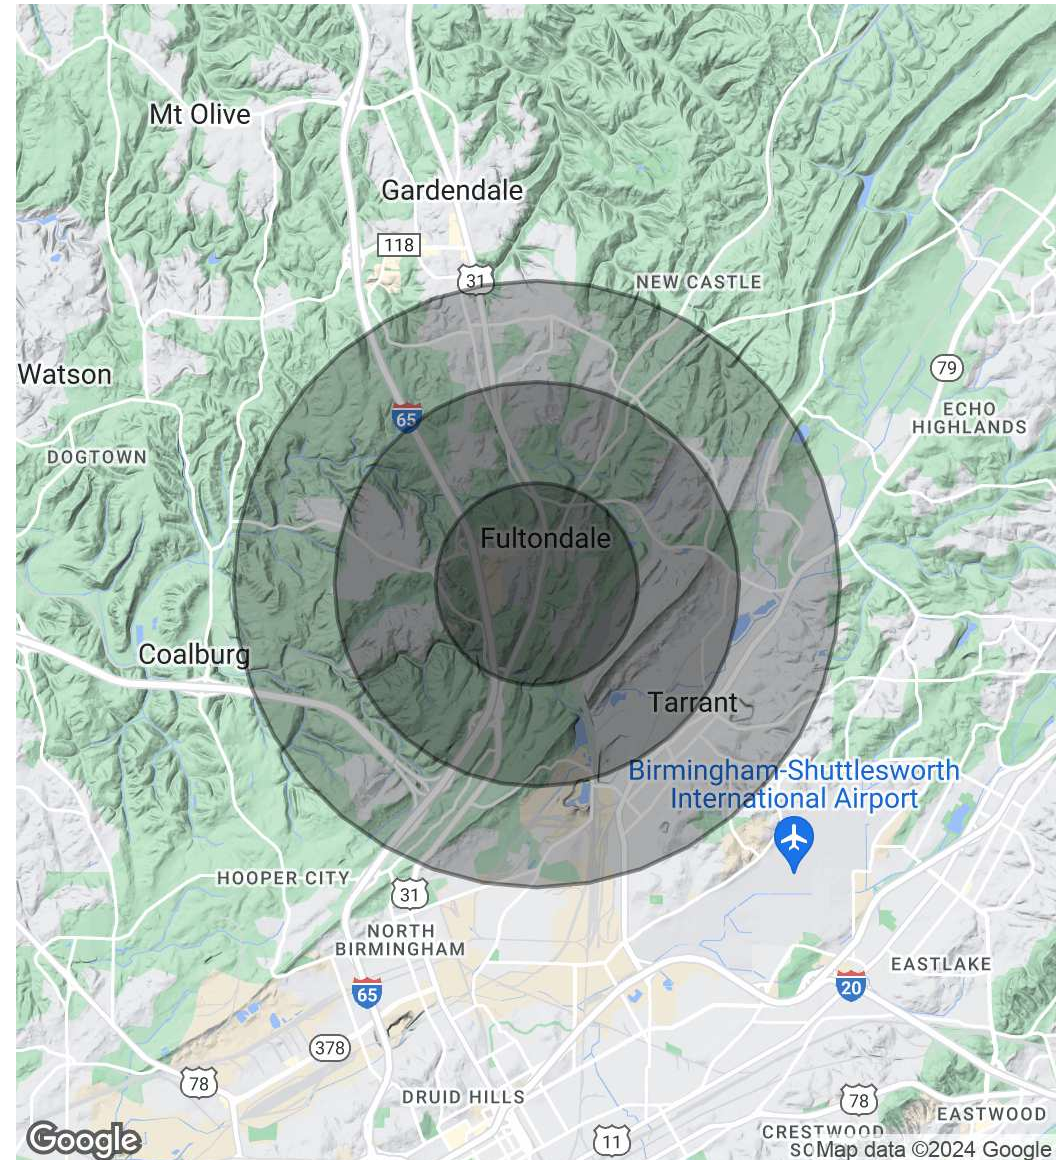 Mt Olive
Gardendale
118
31
NEW CASTLE
Watson
79
65
ECHO
HIGHLANDS
DOGTOWN
Fultondale
Coalburg
Tarrant
Birmingham-Shuttlesworth
International Airport
HOOPER CITY
31
NORTH
BIRMINGHAM
EASTLAKE
65
20
378
78
DRUID HILLS
78
EASTWOOD
CRESTWOOD
11
Google
Map data ©2024 Google